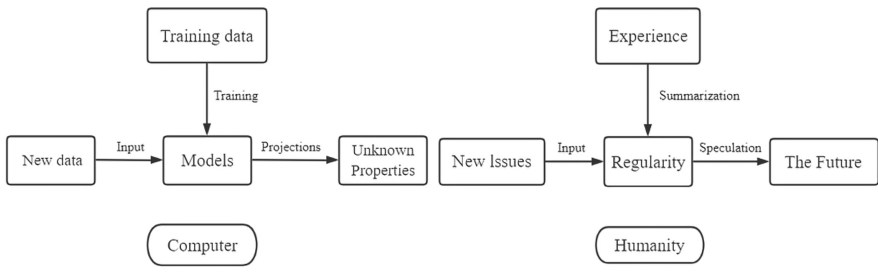 Training data
Training
New data
Input
Models
Projections
Unknown
Properties
Computer
Experience
Summarization
New Issues
Input
Regularity
Speculation
The Future
Humanity